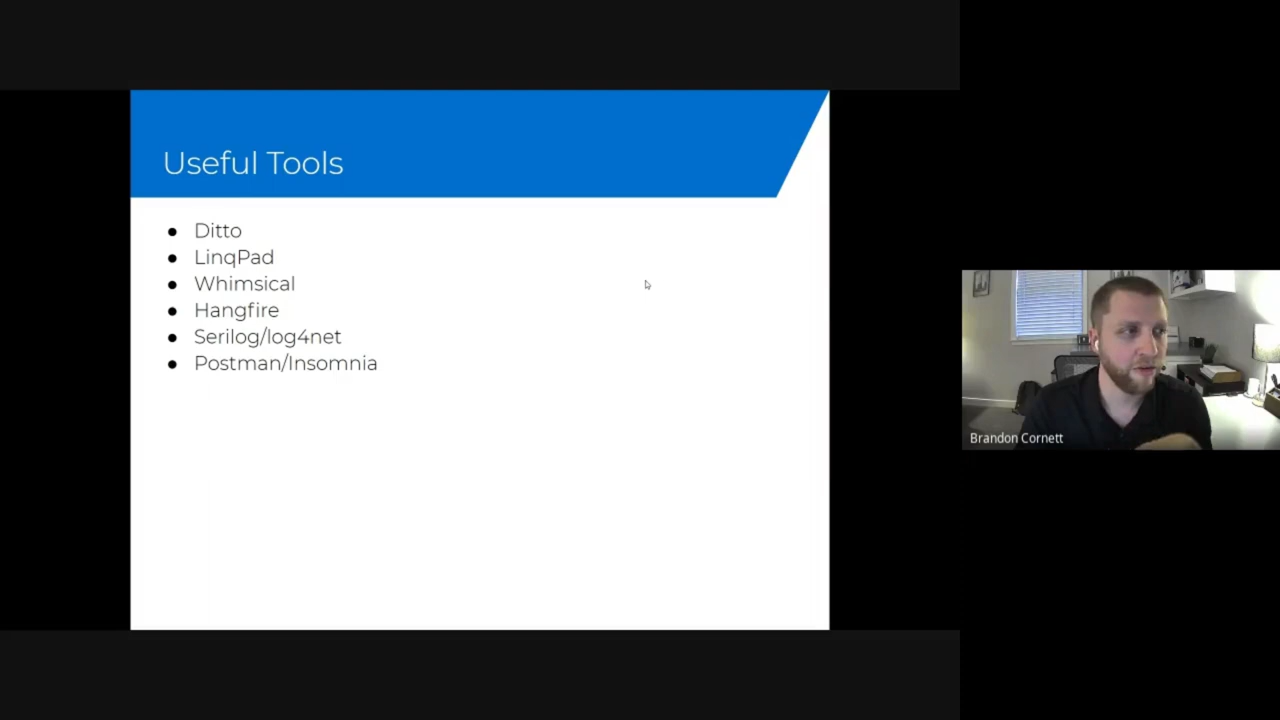 Useful Tools
Ditto
LinqPad
Whimsical
Hangfire
Serilog/log4net
Postman/Insomnia
Brandon Cornett